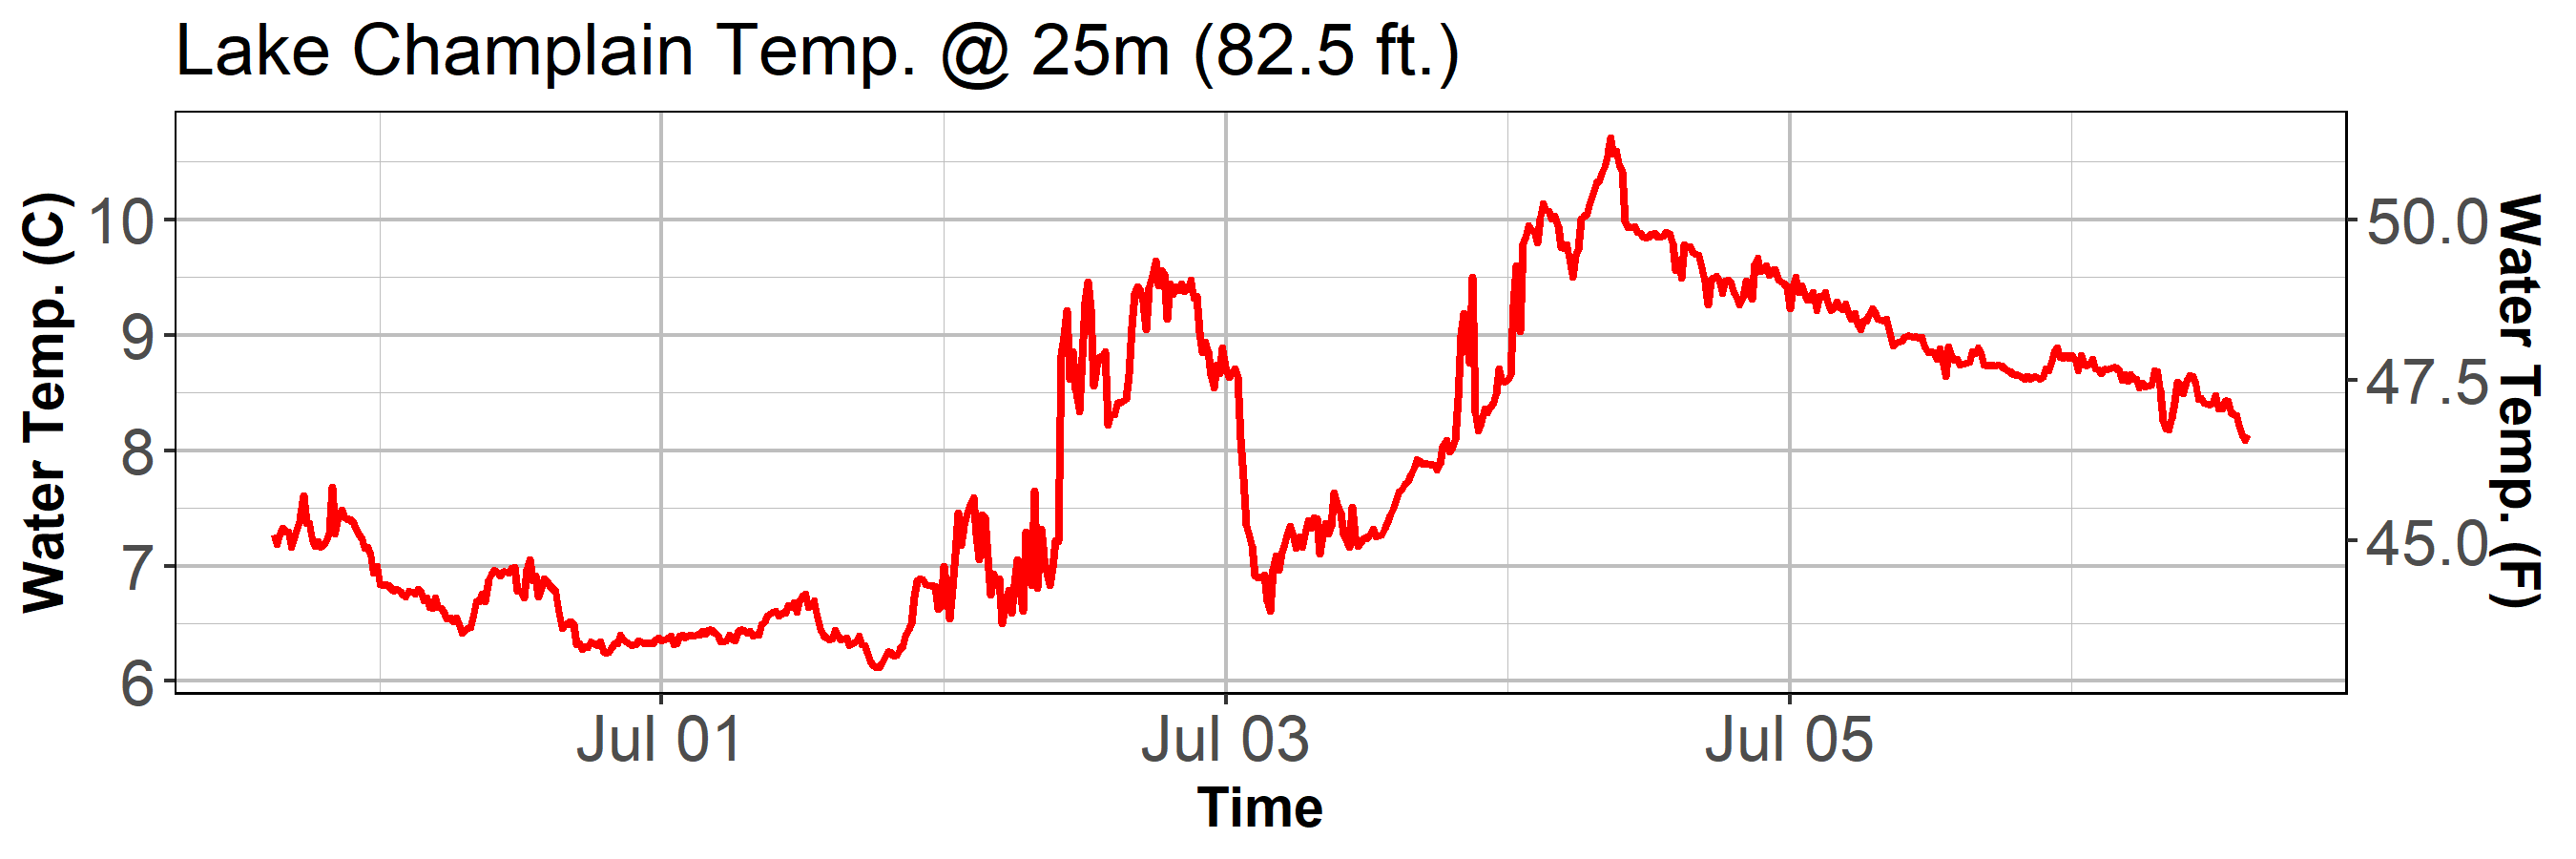 Lake Champlain Temp. @ 25m (82.5 ft.)
Water Temp. (C)
10
9
8
7
6
50.0
47.5
45.0
Water Temp. (F)
Jul 01 Jul 03 Jul 05
Time